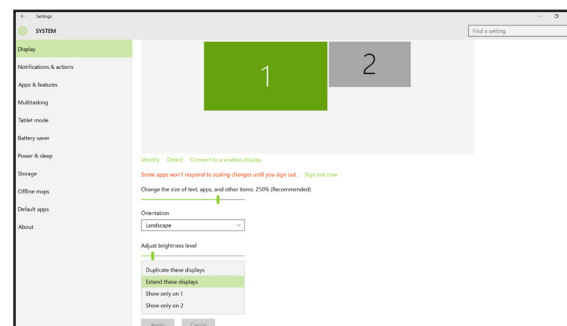 Settings
SYSTEM
Find a setting
Display
Notifications & actions
Apps & features
Multitasking
Tablet mode
Battery saver
Power & sleep
Storage
Offline maps
Default apps
About
1
2
Identify Detect Connect to a wireless display
Some apps won't respond to scaling changes until you sign out. Sign out now
Change the size of text, apps, and other items: 250% (Recommended)
Orientation
Landscape
Adjust brightness level
Duplicate these displays
Extend these displays
Show only on 1
Show only on 2
Apply Cancel